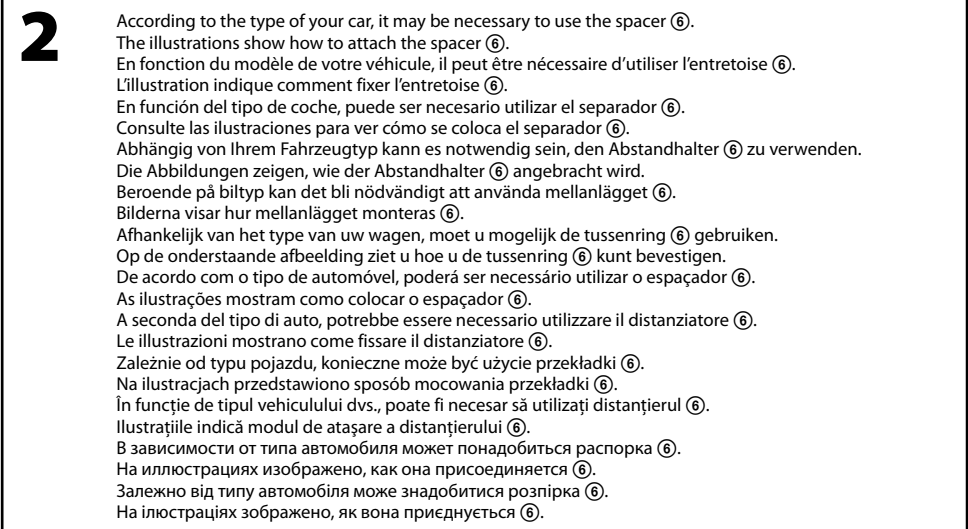 2
According to the type of your car, it may be necessary to use the spacer ⑥.
The illustrations show how to attach the spacer ⑥.
En fonction du modèle de votre véhicule, il peut être nécessaire d’utiliser l’entretoise ⑥.
L’illustration indique comment fixer l’entretoise ⑥.
En función del tipo de coche, puede ser necesario utilizar el separador ⑥.
Consulte las ilustraciones para ver cómo se coloca el separador ⑥.
Abhängig von Ihrem Fahrzeugtyp kann es notwendig sein, den Abstandhalter ⑥ zu verwenden.
Die Abbildungen zeigen, wie der Abstandhalter ⑥ angebracht wird.
Beroende på biltyp kan det bli nödvändigt att använda mellanlägget ⑥.
Bilderna visar hur mellanlägget monteras ⑥.
Afhankelijk van het type van uw wagen, moet u mogelijk de tussenring ⑥ gebruiken.
Op de onderstaande afbeelding ziet u hoe u de tussenring ⑥ kunt bevestigen.
De acordo com o tipo de automóvel, poderá ser necessário utilizar o espaçador ⑥.
As ilustrações mostram como colocar o espaçador ⑥.
A seconda del tipo di auto, potrebbe essere necessario utilizzare il distanziatore ⑥.
Le illustrazioni mostrano come fissare il distanziatore ⑥.
Zależnie od typu pojazdu, konieczne może być użycie przekładki ⑥.
Na ilustracjach przedstawiono sposób mocowania przekładki ⑥.
În funcţie de tipul vehiculului dvs., poate fi necesar să utilizaţi distanţierul ⑥.
Ilustraţiile indică modul de ataşare a distanţierului ⑥.
В зависимости от типа автомобиля может понадобиться распорка ⑥.
На иллюстрациях изображено, как она присоединяется ⑥.
Залежно від типу автомобіля може знадобитися розпірка ⑥.
На ілюстраціях зображено, як вона приєднується ⑥.